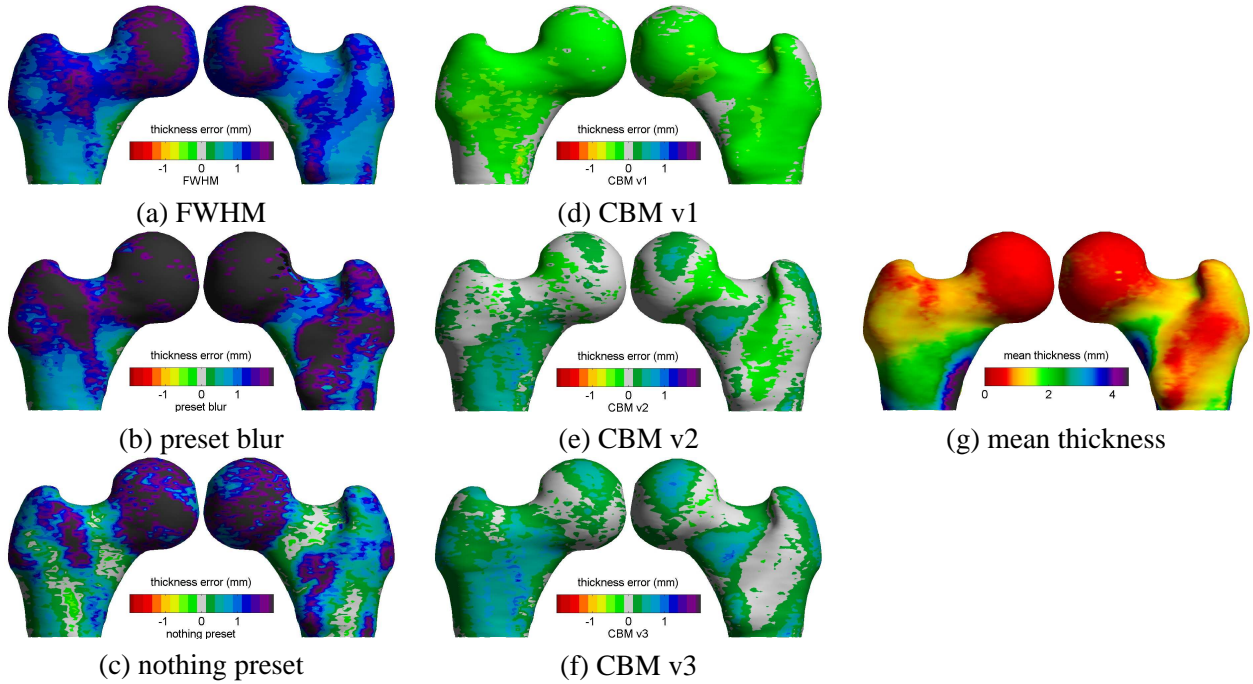 thickness error (mm)
-1 0 1
FWHM
(a) FWHM
thickness error (mm)
-1 0 1
CBM v1
(d) CBM v1
thickness error (mm)
-1 0 1
preset blur
(b) preset blur
thickness error (mm)
-1 0 1
CBM v2
(e) CBM v2
mean thickness (mm)
0 2 4
(g) mean thickness
thickness error (mm)
-1 0 1
nothing preset
(c) nothing preset
thickness error (mm)
-1 0 1
CBM v3
(f) CBM v3